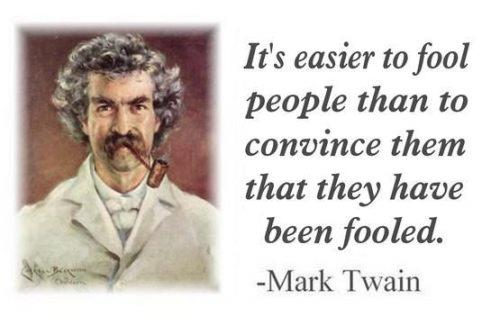 It's easier to fool
people than to
convince them
that they have
been fooled.
-Mark Twain